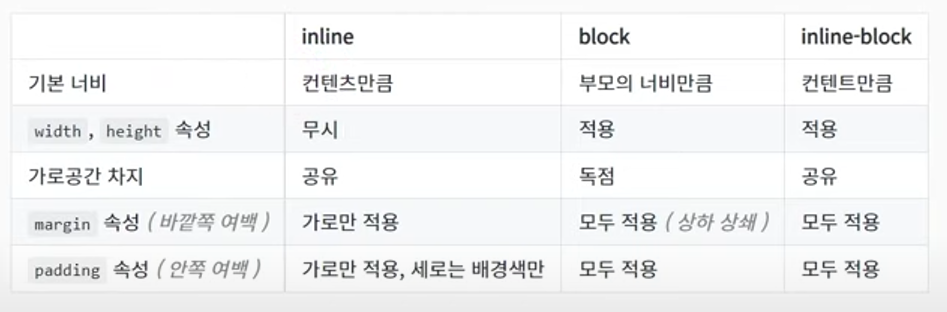 inline block inline-block
기본 너비 컨텐츠만큼 부모의 너비만큼 컨텐트만큼
width, height 속성 무시 적용 적용
가로공간 차지 공유 독점 공유
margin 속성 ( 바깥쪽 여백 ) 가로만 적용 모두 적용 ( 상하 상쇄 ) 모두 적용
padding 속성 ( 안쪽 여백 ) 가로만 적용, 세로는 배경색만 모두 적용 모두 적용